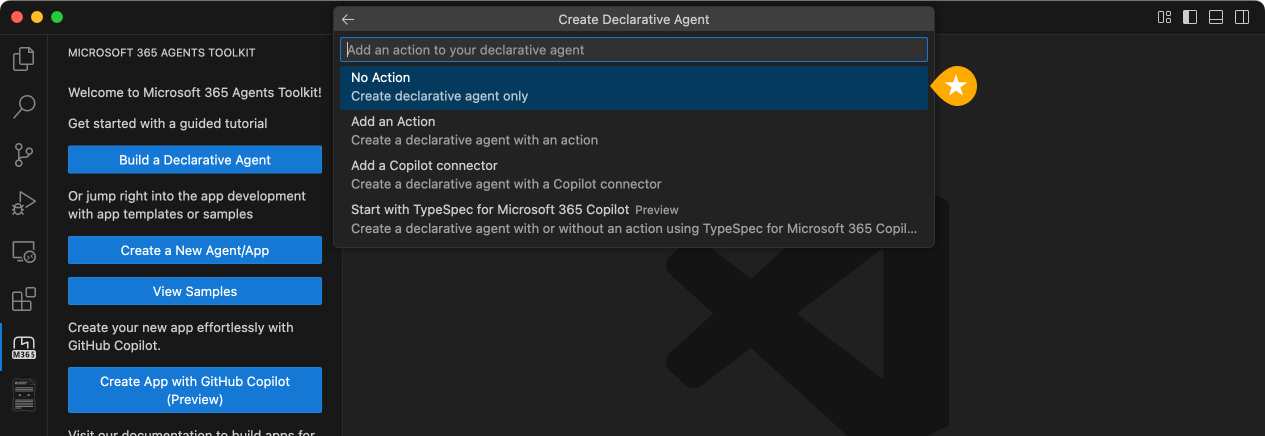 Create Declarative Agent
Add an action to your declarative agent
No Action
Create declarative agent only
Add an Action
Create a declarative agent with an action
Add a Copilot connector
Create a declarative agent with a Copilot connector
Start with TypeSpec for Microsoft 365 Copilot Preview
Create a declarative agent with or without an action using TypeSpec for Microsoft 365 Copil...
MICROSOFT 365 AGENTS TOOLKIT
Welcome to Microsoft 365 Agents Toolkit!
Get started with a guided tutorial
Build a Declarative Agent
Or jump right into the app development
with app templates or samples
Create a New Agent/App
View Samples
Create your new app effortlessly with
GitHub Copilot.
Create App with GitHub Copilot
(Preview)
Visit our documentation to build apps for
M365